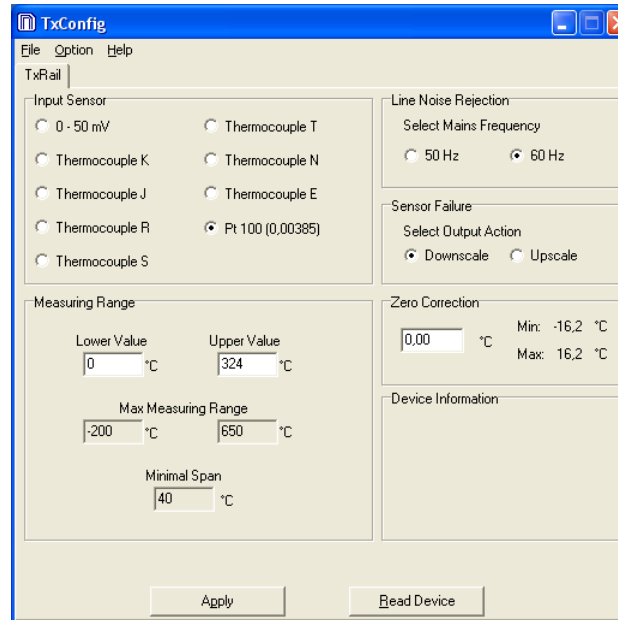 TxConfig
File Option Help
TxRail
Input Sensor
0 - 50 mV
Thermocouple T
Thermocouple K
Thermocouple N
Thermocouple J
Thermocouple E
Thermocouple R
Pt 100 (0,00385)
Thermocouple S
Line Noise Rejection
Select Mains Frequency
50 Hz
60 Hz
Sensor Failure
Select Output Action
Downscale
Upscale
Measuring Range
Lower Value
Upper Value
0 °C
324 °C
Max Measuring Range
-200 °C
650 °C
Minimal Span
40 °C
Zero Correction
0,00 °C
Min: -16,2 °C
Max: 16,2 °C
Device Information
Apply
Read Device